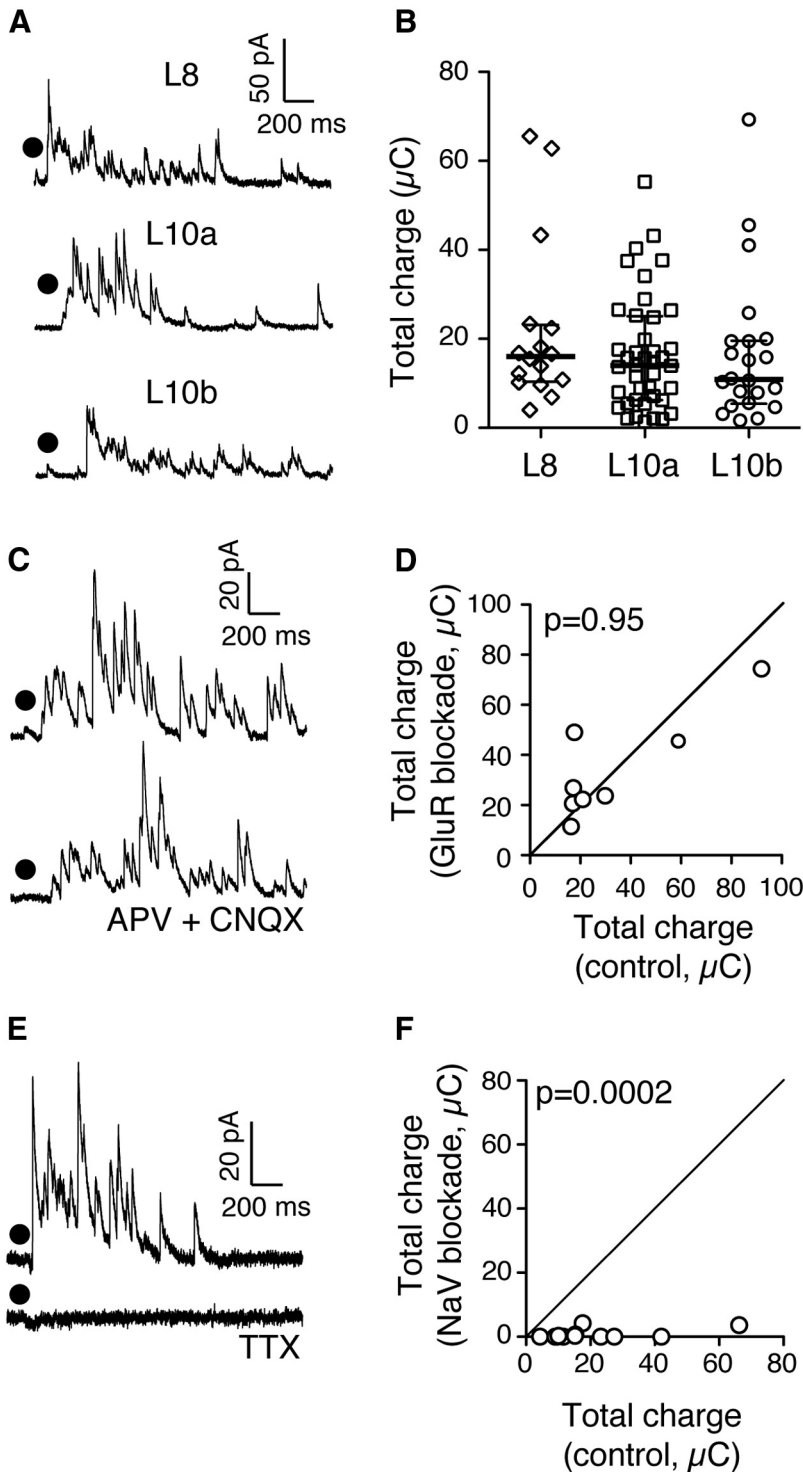 A
L8
50 pA
200 ms
L10a
L10b
B
Total charge (µC)
80
60
40
20
0
L8 L10a L10b
C
20 pA
200 ms
APV + CNQX
D
p=0.95
Total charge
(GluR blockade, µC)
100
80
60
40
20
0
0 20 40 60 80 100
Total charge
(control, µC)
E
20 pA
200 ms
TTX
F
p=0.0002
Total charge
(NaV blockade, µC)
80
60
40
20
0
0 20 40 60 80
Total charge
(control, µC)